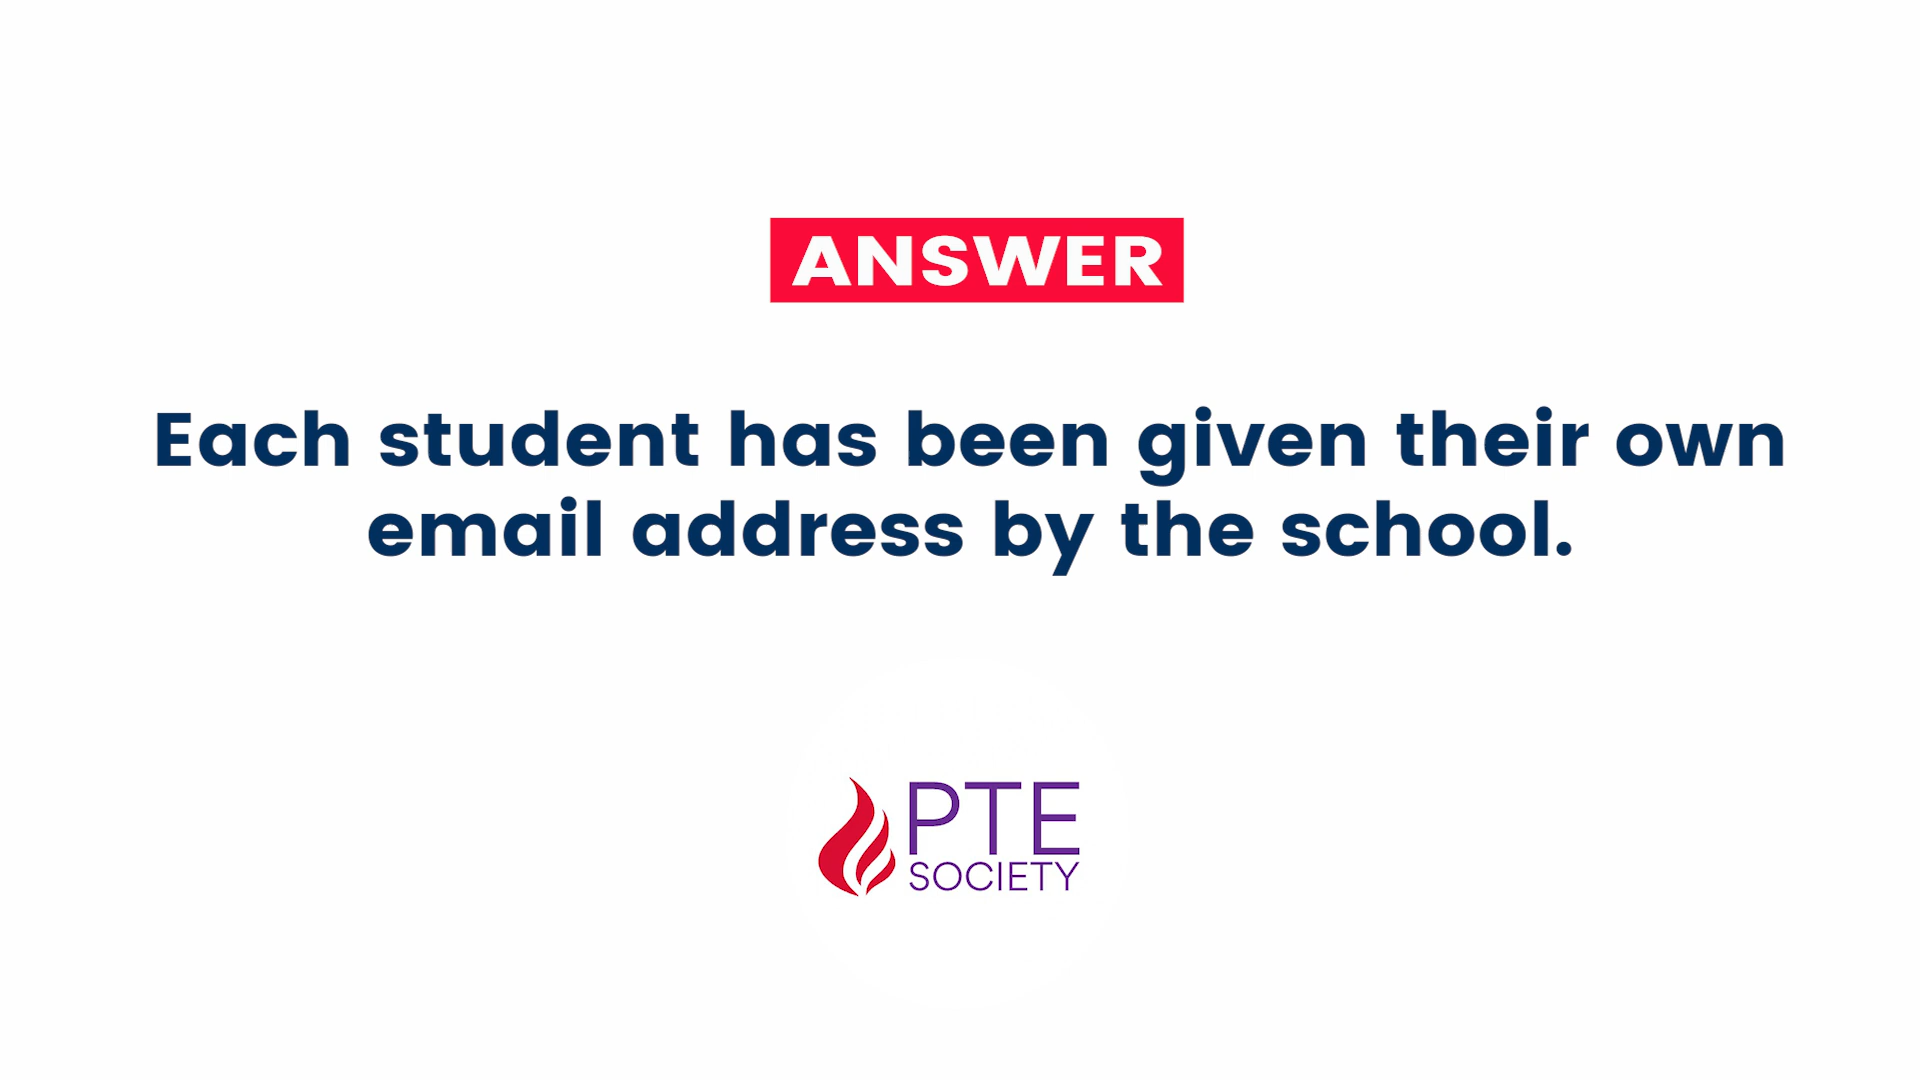 ANSWER
Each student has been given their own
email address by the school.
PTE
SOCIETY